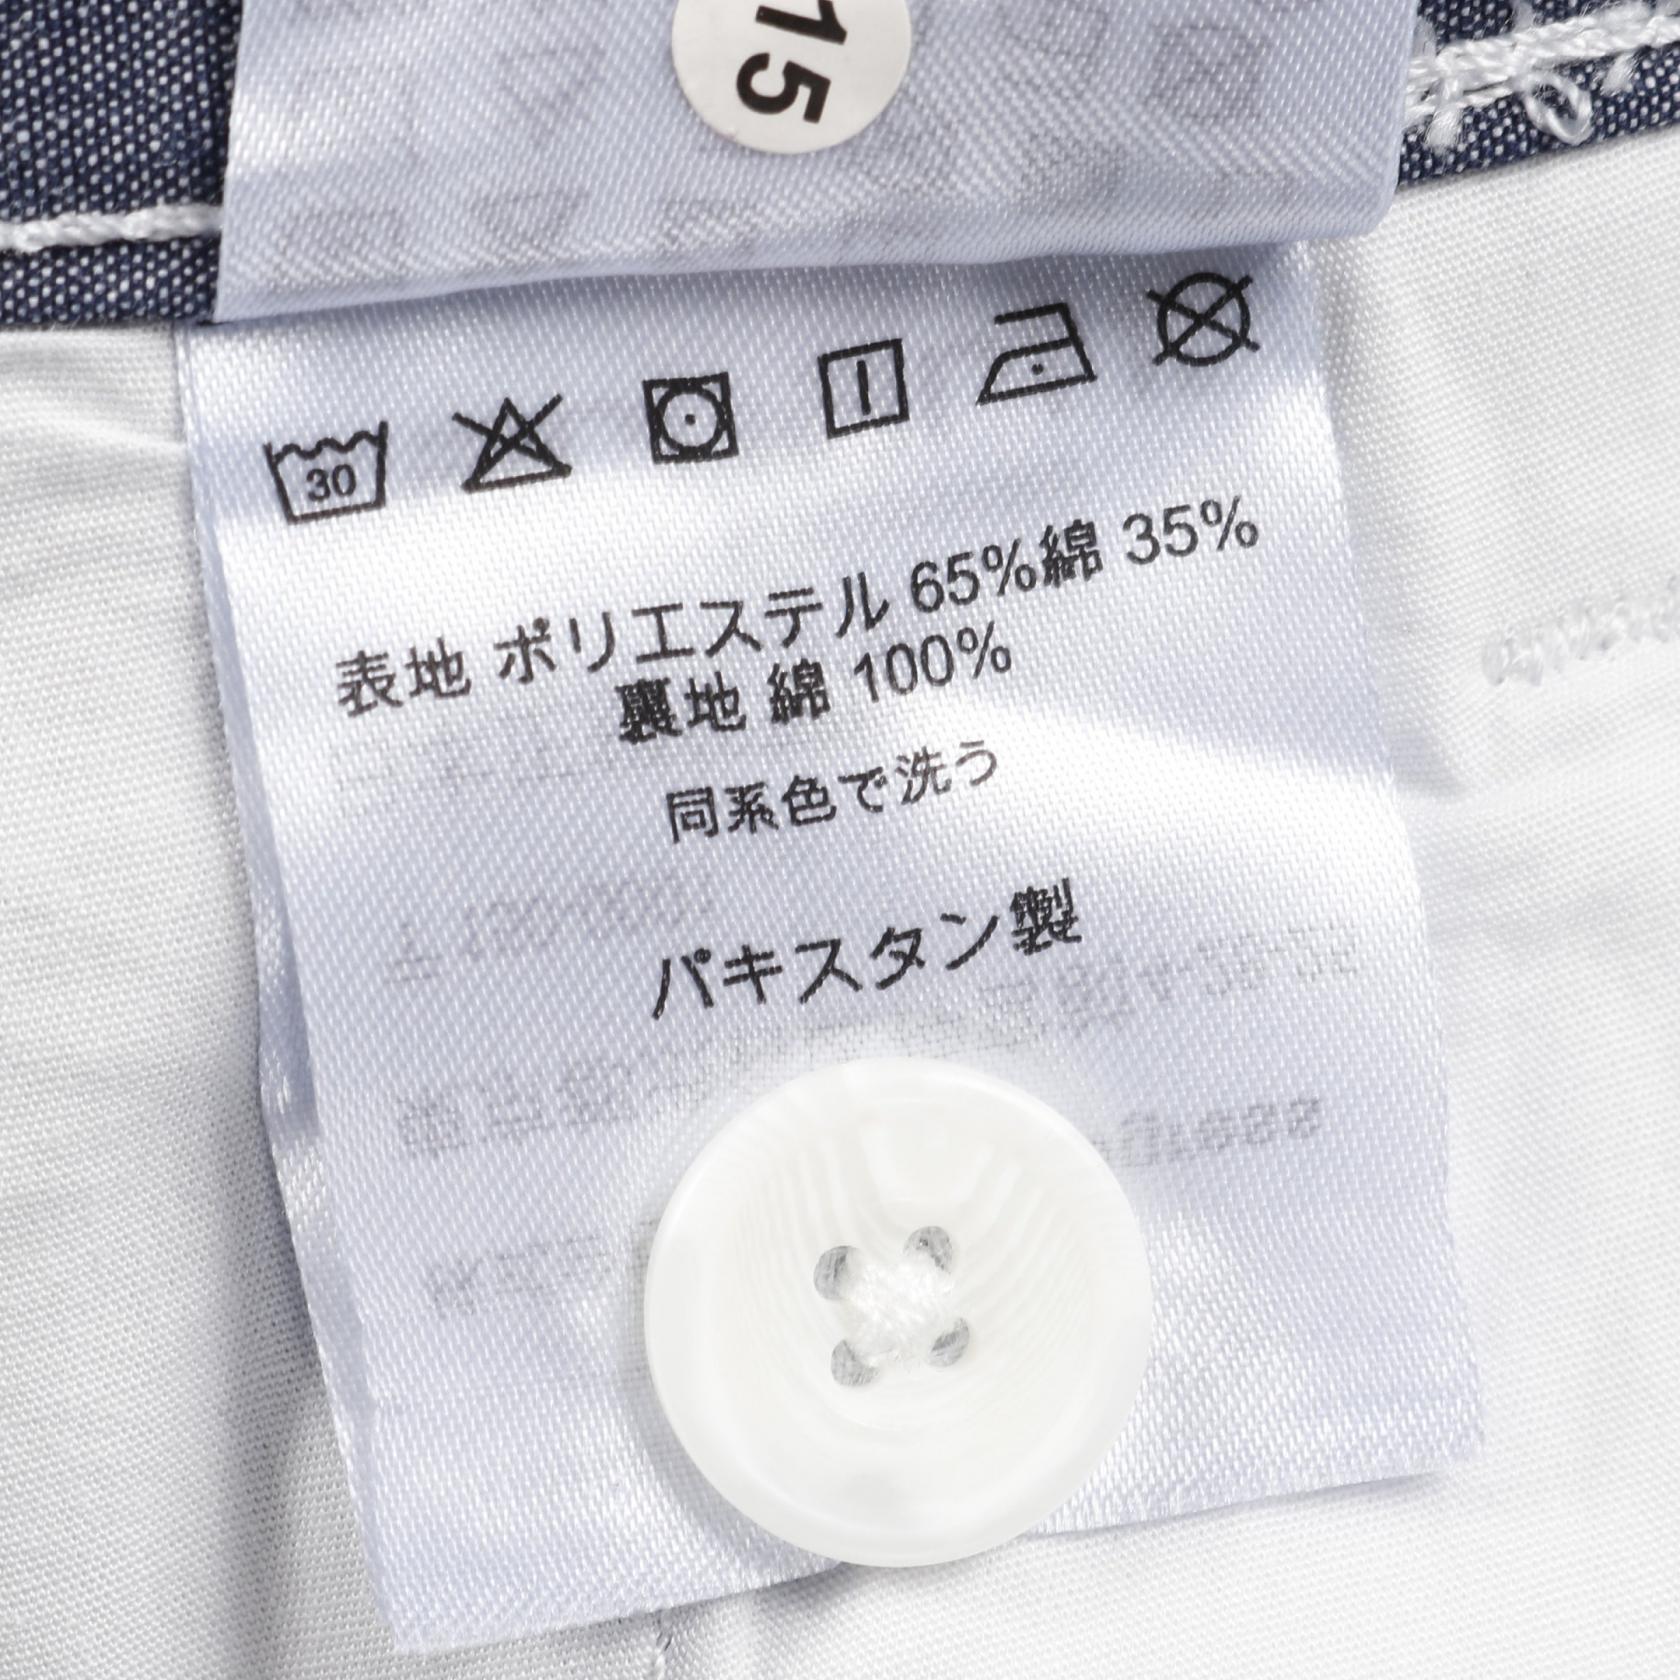 15
30
表地 ポリエステル 65%綿 35%
裏地 綿 100%
同系色で洗う
パキスタン製